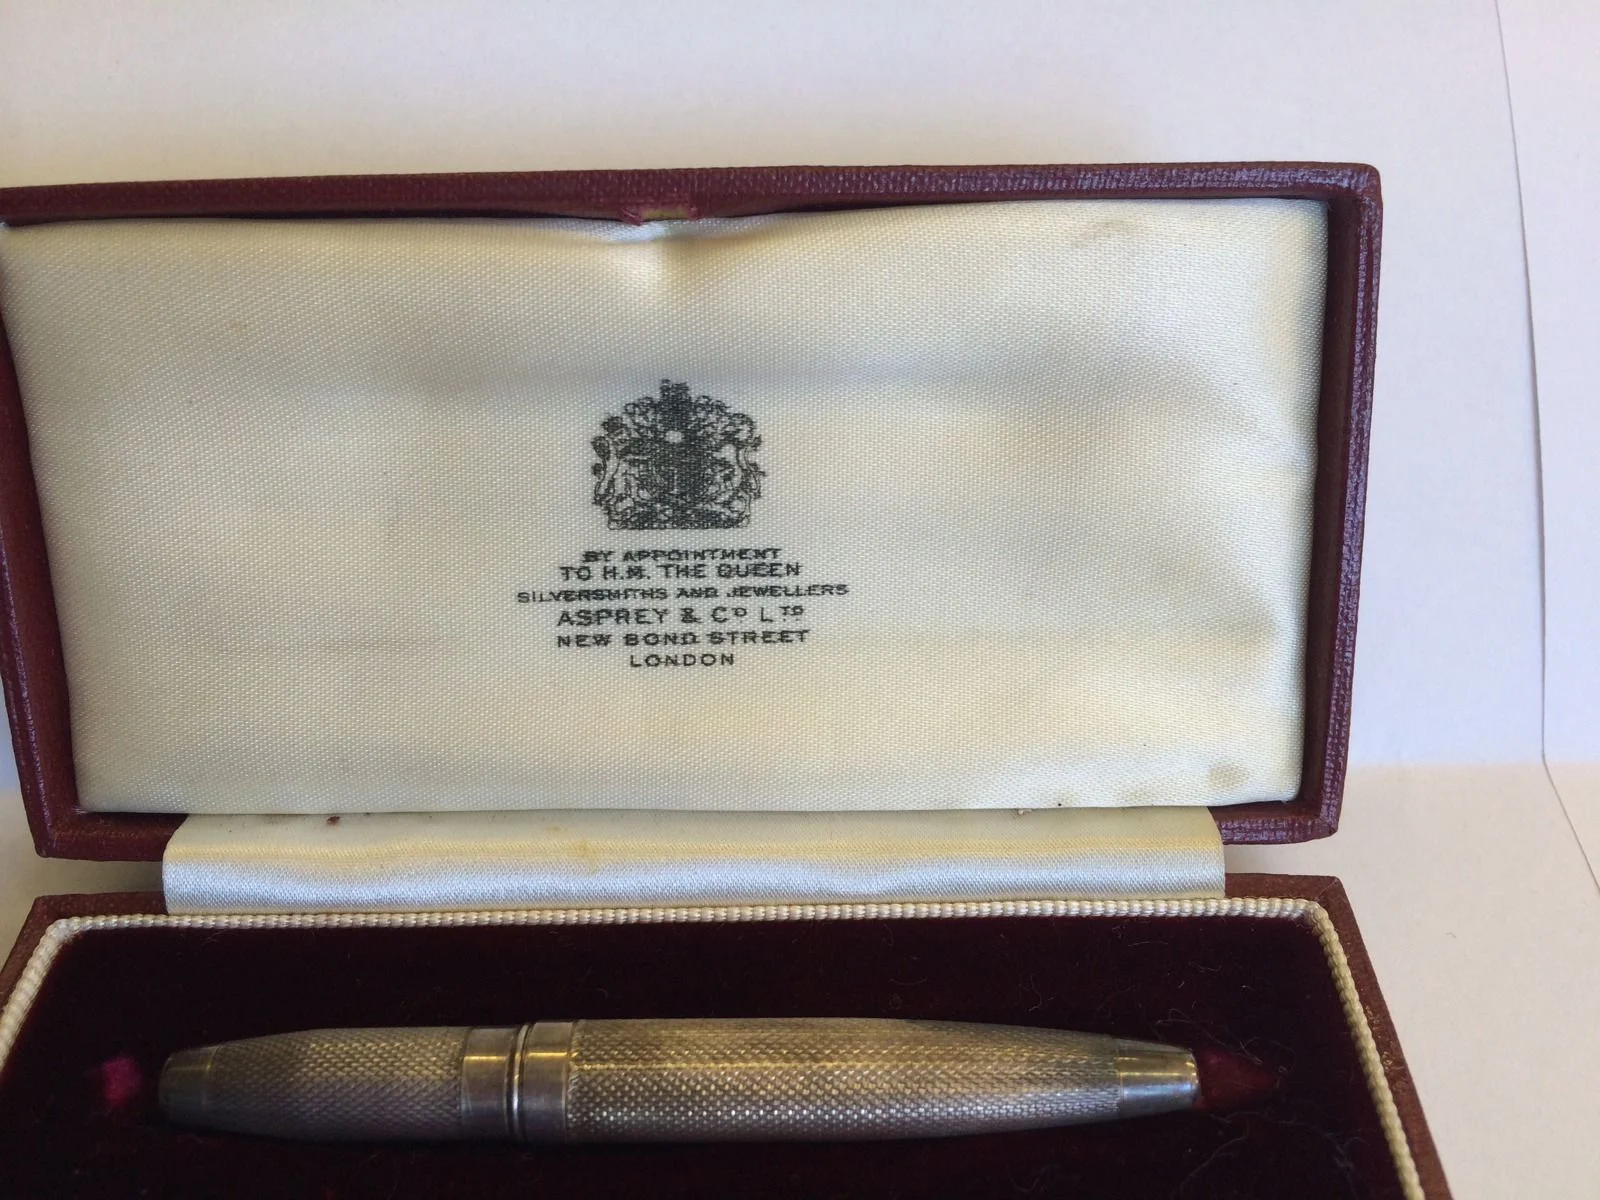 BY APPOINTMENT
TO H.M. THE QUEEN
SILVERSMITHS AND JEWELLERS
ASPREY & Cº LTD
NEW BOND STREET
LONDON